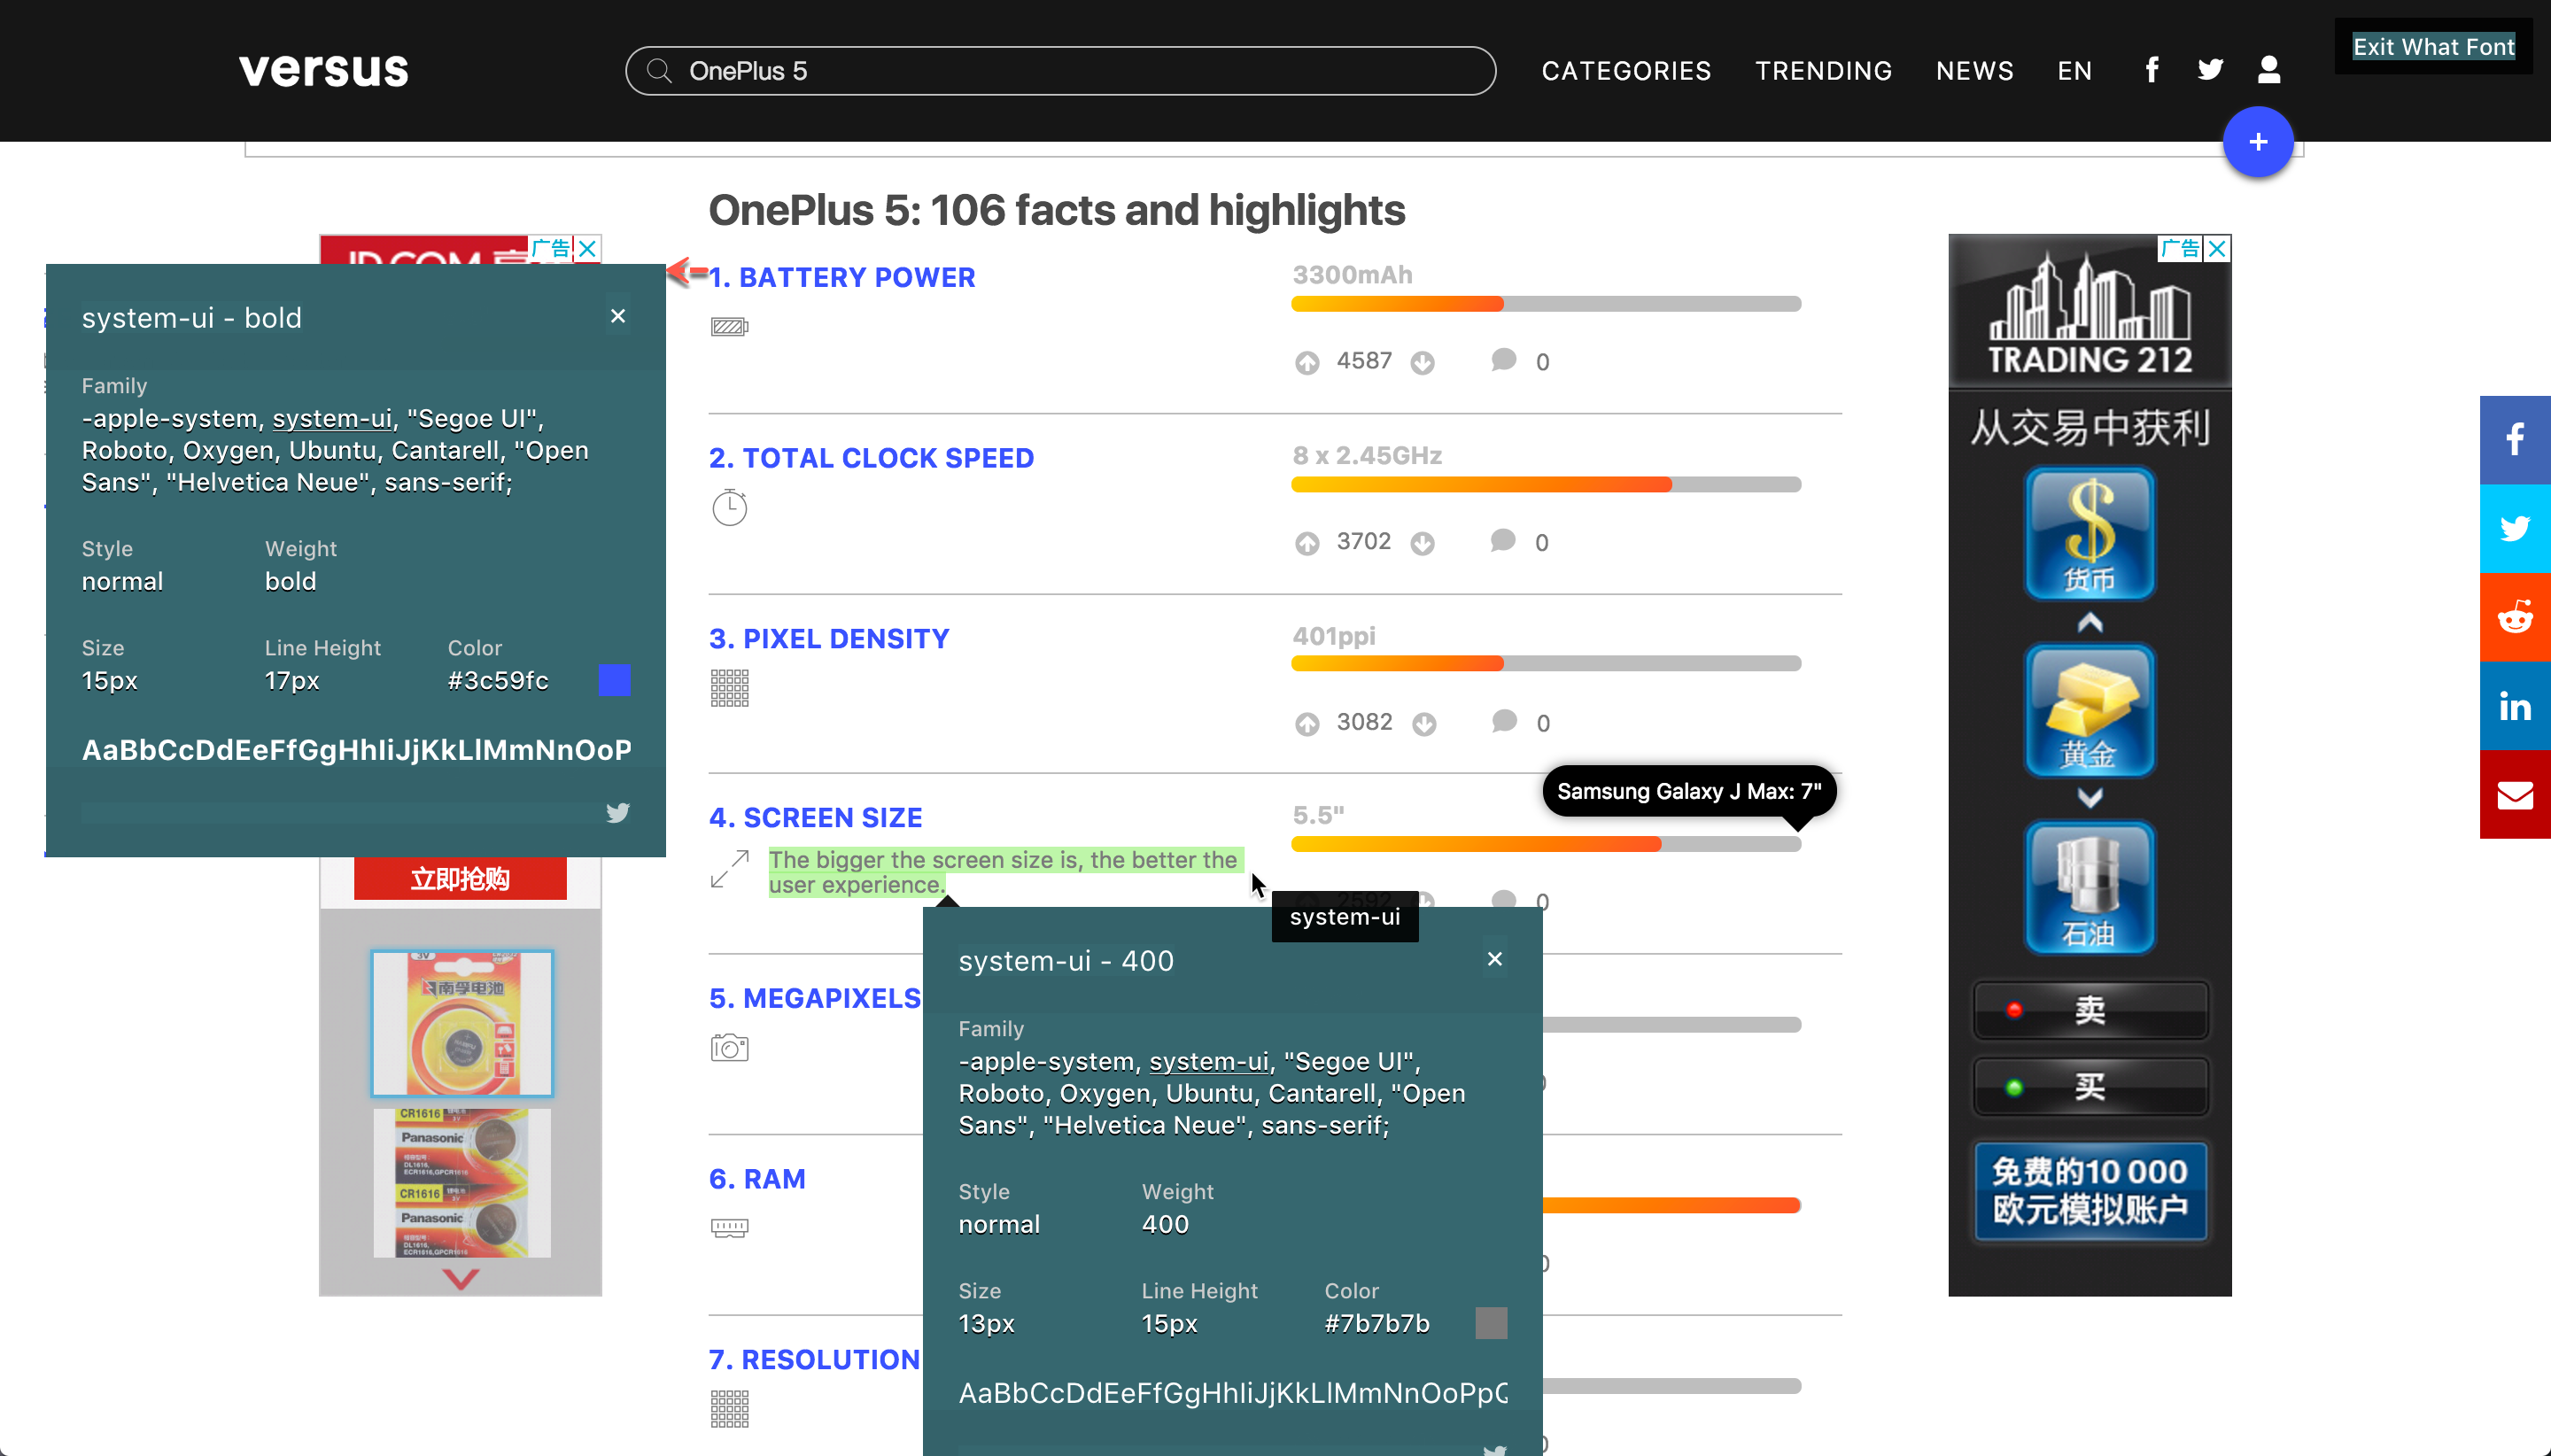 versus
OnePlus 5
CATEGORIES
TRENDING
NEWS
EN
Exit What Font
+
OnePlus 5: 106 facts and highlights
广告
1. BATTERY POWER
3300mAh
4587
0
2. TOTAL CLOCK SPEED
8 x 2.45GHz
3702
0
3. PIXEL DENSITY
401ppi
3082
0
4. SCREEN SIZE
5.5"
Samsung Galaxy J Max: 7"
The bigger the screen size is, the better the
user experience.
2592
0
system-ui
5. MEGAPIXELS
6. RAM
7. RESOLUTION
system-ui - bold
Family
-apple-system, system-ui, "Segoe UI",
Roboto, Oxygen, Ubuntu, Cantarell, "Open
Sans", "Helvetica Neue", sans-serif;
Style
Weight
normal
bold
Size
Line Height
Color
15px
17px
#3c59fc
AaBbCcDdEeFfGgHhIiJjKkLlMmNnOoP
立即抢购
3V
南孚电池
CR1616
Panasonic
CR1616
Panasonic
system-ui - 400
Family
-apple-system, system-ui, "Segoe UI",
Roboto, Oxygen, Ubuntu, Cantarell, "Open
Sans", "Helvetica Neue", sans-serif;
Style
Weight
normal
400
Size
Line Height
Color
13px
15px
#7b7b7b
AaBbCcDdEeFfGgHhIiJjKkLlMmNnOoPp
广告
TRADING 212
从交易中获利
货币
黄金
石油
卖
买
免费的10 000
欧元模拟账户